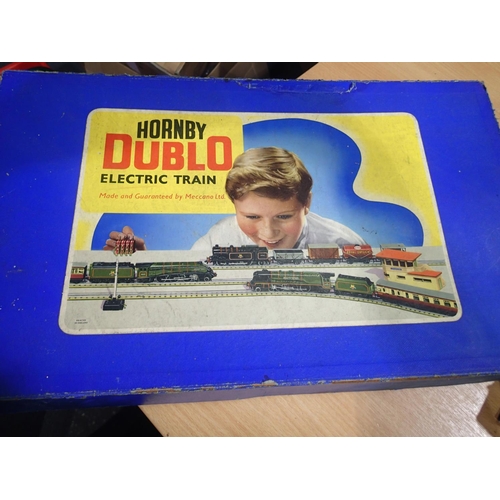 HORNBY
DUBLO
ELECTRIC TRAIN
Made and Guaranteed by Meccano Ltd.